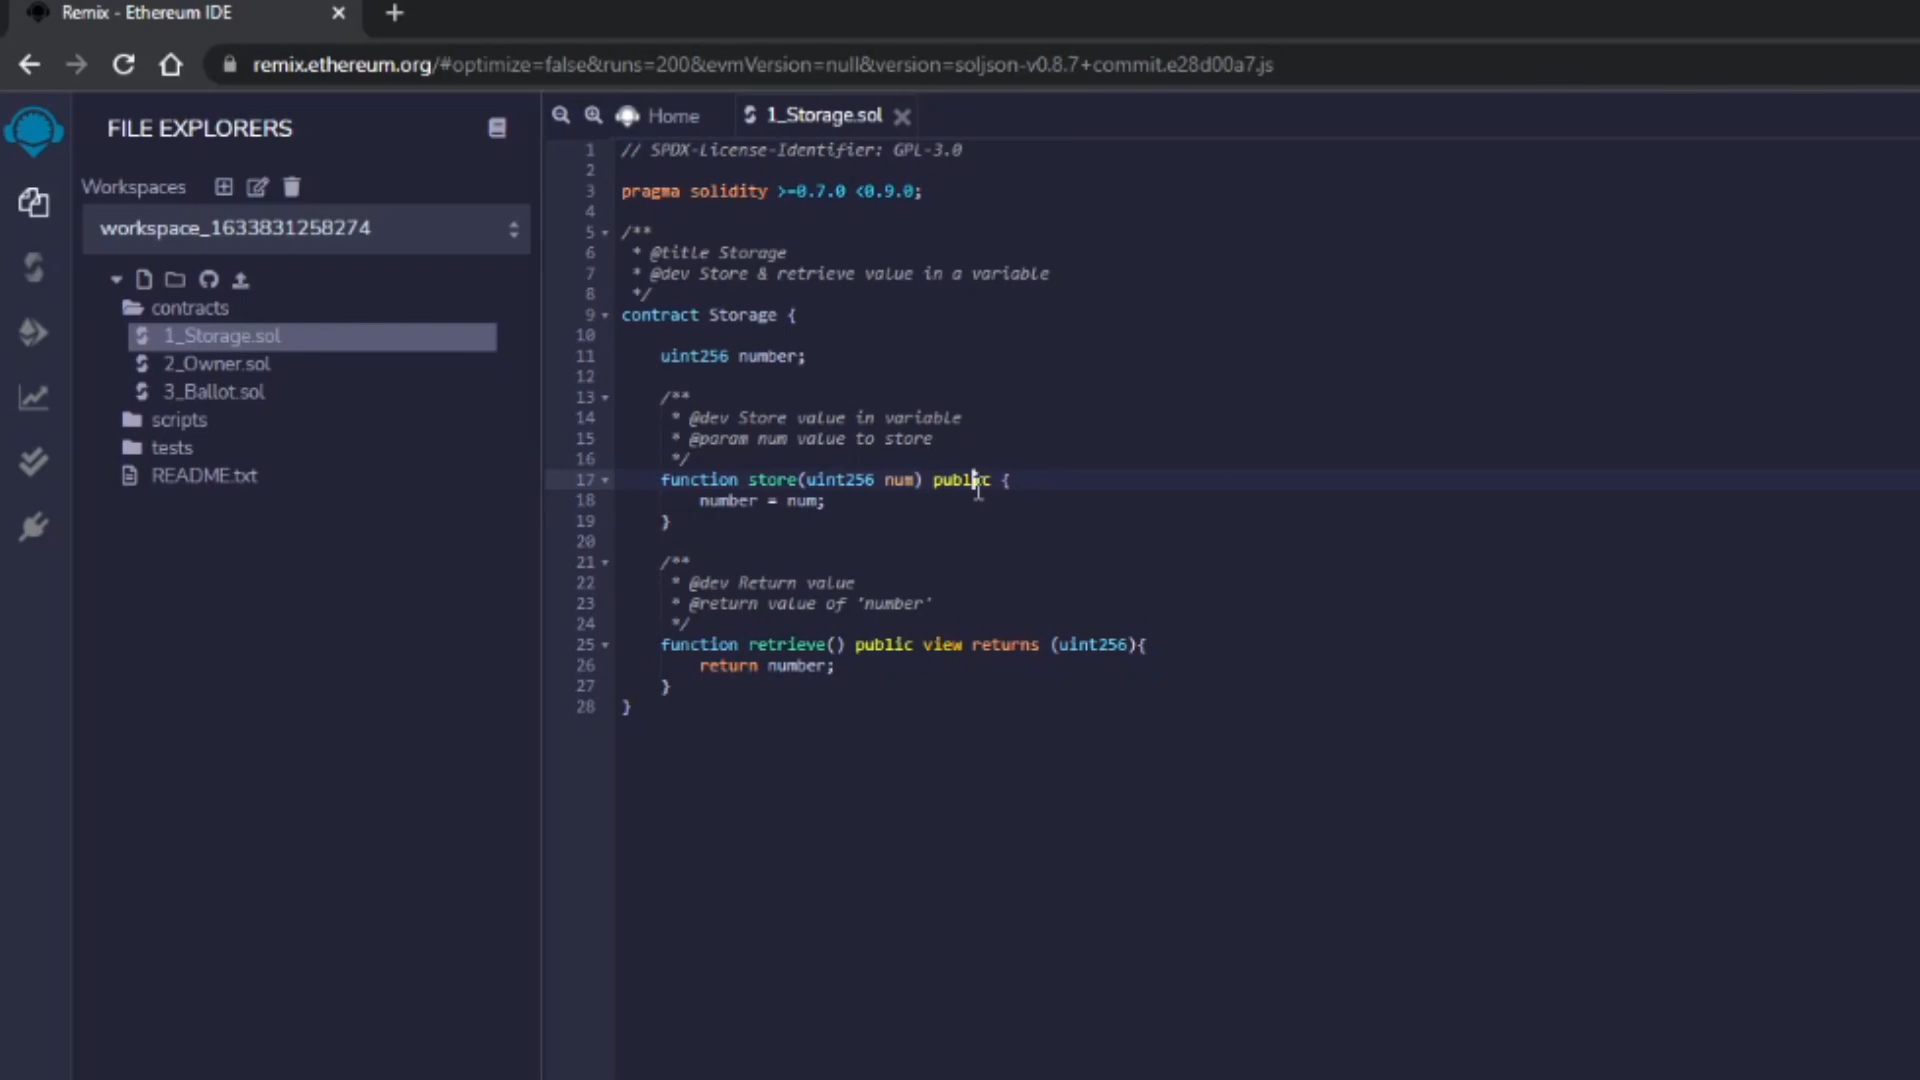 Remix - Ethereum IDE
remix.ethereum.org/#optimize=false&runs=200&evmVersion=null&version=soljson-v0.8.7+commit.e28d00a7.js
FILE EXPLORERS
Workspaces
workspace_1633831258274
contracts
1_Storage.sol
2_Owner.sol
3_Ballot.sol
scripts
tests
README.txt
Home
1_Storage.sol
1 // SPDX-License-Identifier: GPL-3.0
2
3 pragma solidity >=0.7.0 <0.9.0;
4
5 /**
6  * @title Storage
7  * @dev Store & retrieve value in a variable
8  */
9 contract Storage {
10
11     uint256 number;
12
13     /**
14      * @dev Store value in variable
15      * @param num value to store
16      */
17     function store(uint256 num) public {
18         number = num;
19     }
20
21     /**
22      * @dev Return value
23      * @return value of 'number'
24      */
25     function retrieve() public view returns (uint256){
26         return number;
27     }
28 }